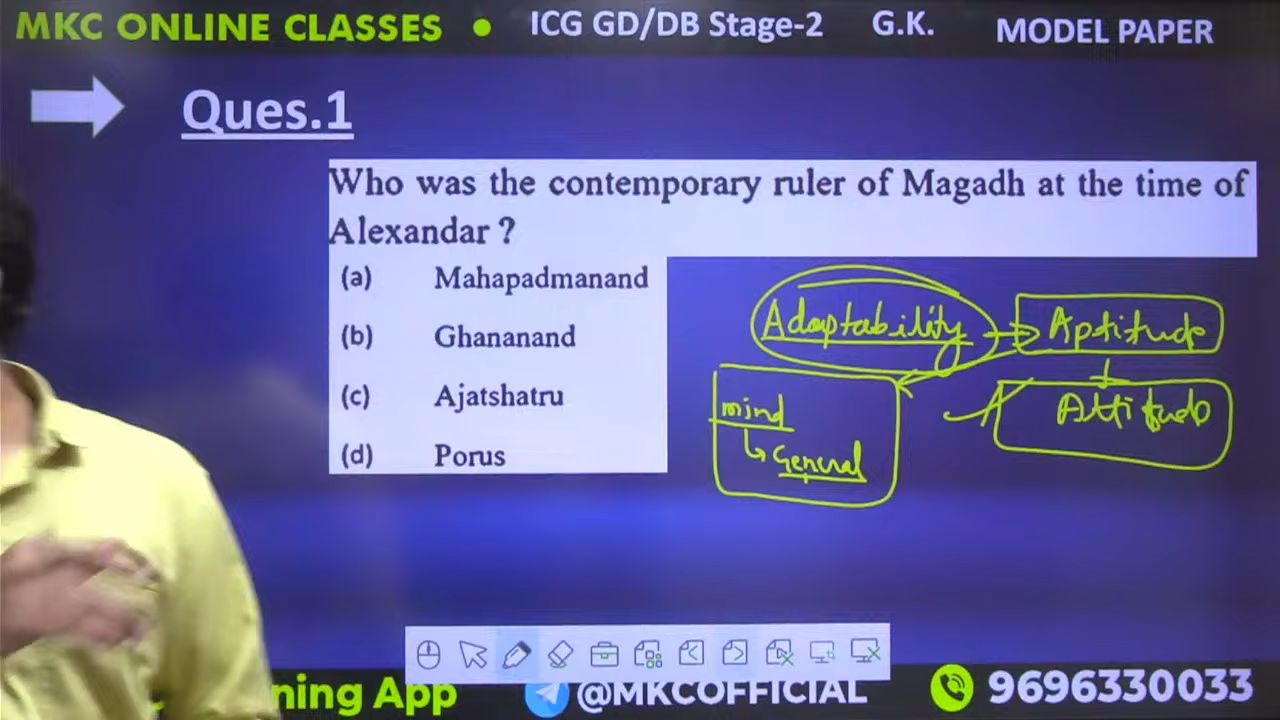 MKC ONLINE CLASSES • ICG GD/DB Stage-2 G.K. MODEL PAPER
Ques.1
Who was the contemporary ruler of Magadh at the time of
Alexandar ?
(a) Mahapadmanand
(b) Ghananand
(c) Ajatshatru
(d) Porus
Adaptability → Aptitude
mind
↳ General
Attitude
ning App @MKCOFFICIAL 9696330033